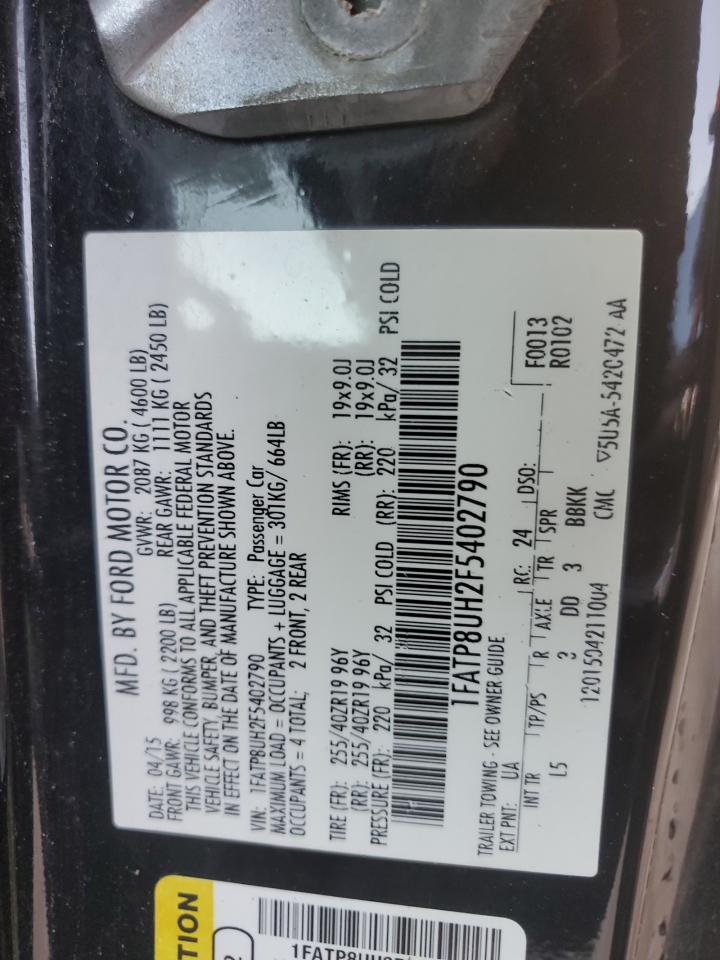 MFD. BY FORD MOTOR CO.
DATE: 04/15 GVWR: 2087 KG ( 4600 LB)
FRONT GAWR: 998 KG ( 2200 LB) REAR GAWR: 1111 KG ( 2450 LB)
THIS VEHICLE CONFORMS TO ALL APPLICABLE FEDERAL MOTOR
VEHICLE SAFETY, BUMPER, AND THEFT PREVENTION STANDARDS
IN EFFECT ON THE DATE OF MANUFACTURE SHOWN ABOVE.
VIN: 1FATP8UH2F5402790 TYPE: Passenger Car
MAXIMUM LOAD = OCCUPANTS + LUGGAGE = 301KG/ 664LB
OCCUPANTS = 4 TOTAL; 2 FRONT, 2 REAR
TIRE (FR): 255/40ZR19 96Y RIMS (FR): 19x9.0J
(RR): 255/40ZR19 96Y (RR): 19x9.0J
PRESSURE (FR): 220 kPa/ 32 PSI COLD (RR): 220 kPa/ 32 PSI COLD
1FATP8UH2F5402790
TRAILER TOWING - SEE OWNER GUIDE
EXT PNT: UA RC: 24 DSO: F0013
R0102
INT TR TP/PS R AXLE TR SPR
L5 3 DD 3 BBKK
12015042111004 CMC ▽5U5A-5420472-AA
TION